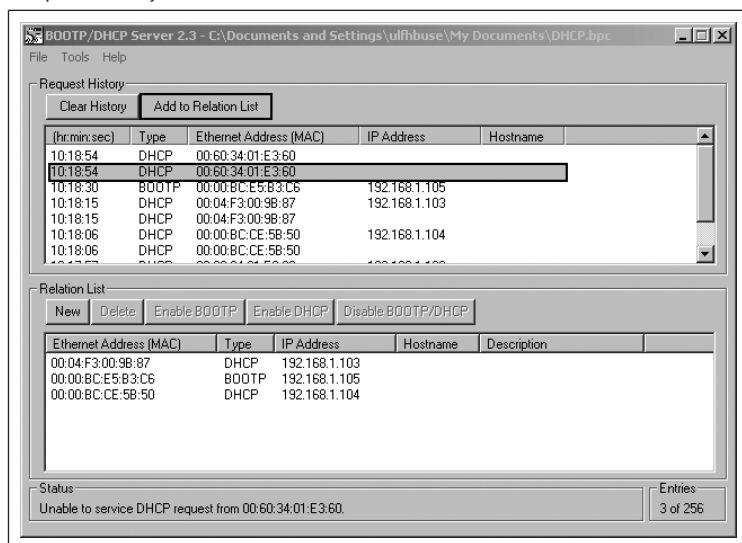 BOOTP/DHCP Server 2.3 - C:\Documents and Settings\ulfhbuse\My Documents\DHCP.bpc
File Tools Help
Request History
Clear History Add to Relation List
(hr:min:sec) Type Ethernet Address (MAC) IP Address Hostname
10:18:54 DHCP 00:60:34:01:E3:60
10:18:54 DHCP 00:60:34:01:E3:60
10:18:30 BOOTP 00:00:BC:E5:B3:C6 192.168.1.105
10:18:15 DHCP 00:04:F3:00:9B:87 192.168.1.103
10:18:15 DHCP 00:04:F3:00:9B:87
10:18:06 DHCP 00:00:BC:CE:5B:50 192.168.1.104
10:18:06 DHCP 00:00:BC:CE:5B:50
Relation List
New Delete Enable BOOTP Enable DHCP Disable BOOTP/DHCP
Ethernet Address (MAC) Type IP Address Hostname Description
00:04:F3:00:9B:87 DHCP 192.168.1.103
00:00:BC:E5:B3:C6 BOOTP 192.168.1.105
00:00:BC:CE:5B:50 DHCP 192.168.1.104
Status
Unable to service DHCP request from 00:60:34:01:E3:60.
Entries
3 of 256